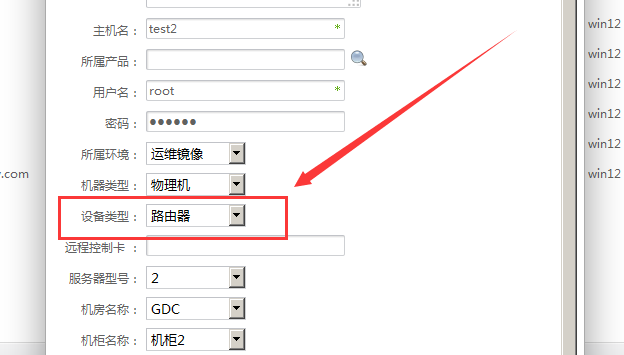 主机名： test2 * win12
所属产品： win12
用户名： root * win12
密码： ●●●●●● win12
所属环境： 运维镜像 win12
.com 机器类型： 物理机 win12
设备类型： 路由器
远程控制卡：
服务器型号： 2
机房名称： GDC
机柜名称： 机柜2